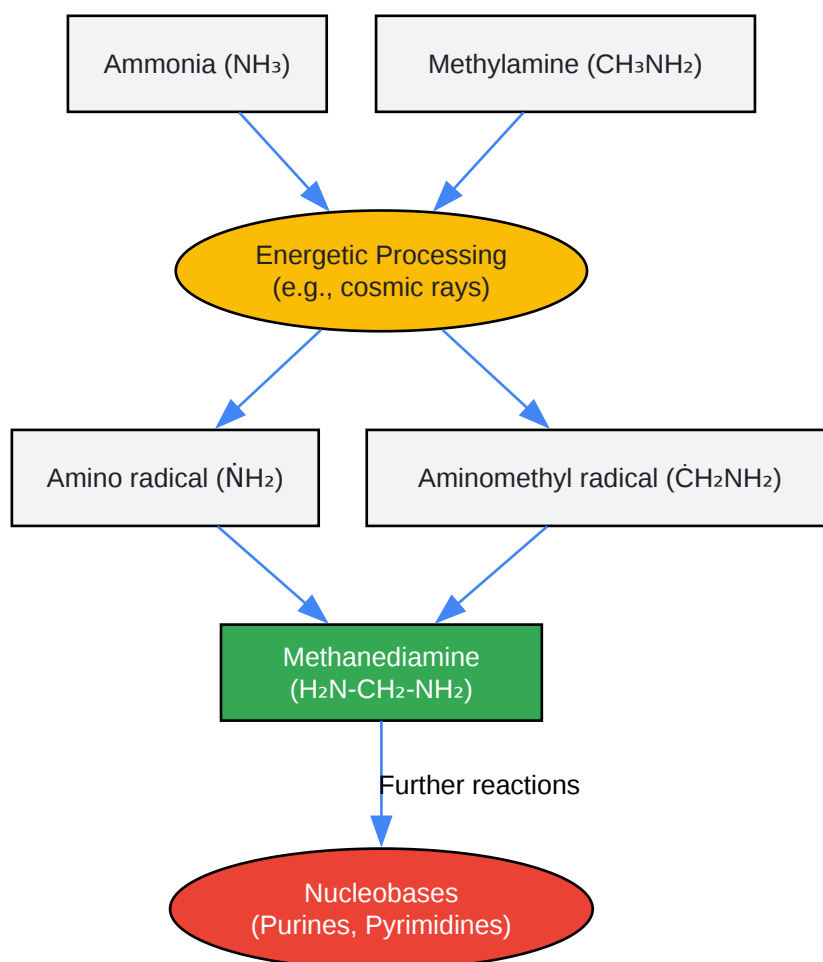 Ammonia (NH₃)
Methylamine (CH₃NH₂)
Energetic Processing
(e.g., cosmic rays)
Amino radical (ṄH₂)
Aminomethyl radical (ĊH₂NH₂)
Methanediamine
(H₂N-CH₂-NH₂)
Further reactions
Nucleobases
(Purines, Pyrimidines)